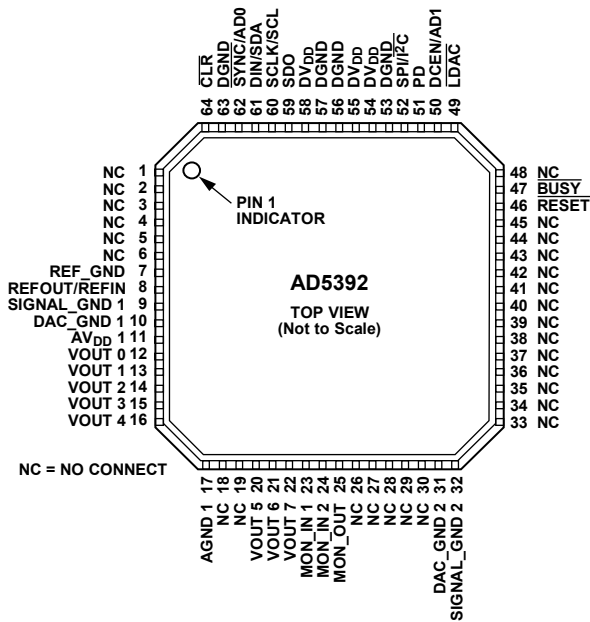 CLR
DGND
SYNC/AD0
DIN/SDA
SCLK/SCL
SDO
DVDD
DGND
DGND
DVDD
DVDD
DGND
SPI/I2C
PD
DCEN/AD1
LDAC
64 63 62 61 60 59 58 57 56 55 54 53 52 51 50 49
NC 1
NC 2
NC 3
NC 4
NC 5
NC 6
REF_GND 7
REFOUT/REFIN 8
SIGNAL_GND 1 9
DAC_GND 1 10
AVDD 1 11
VOUT 0 12
VOUT 1 13
VOUT 2 14
VOUT 3 15
VOUT 4 16
PIN 1
INDICATOR
AD5392
TOP VIEW
(Not to Scale)
48 NC
47 BUSY
46 RESET
45 NC
44 NC
43 NC
42 NC
41 NC
40 NC
39 NC
38 NC
37 NC
36 NC
35 NC
34 NC
33 NC
NC = NO CONNECT
17 18 19 20 21 22 23 24 25 26 27 28 29 30 31 32
AGND 1
NC
NC
VOUT 5
VOUT 6
VOUT 7
MON_IN 1
MON_IN 2
MON_OUT
NC
NC
NC
NC
NC
DAC_GND 2
SIGNAL_GND 2